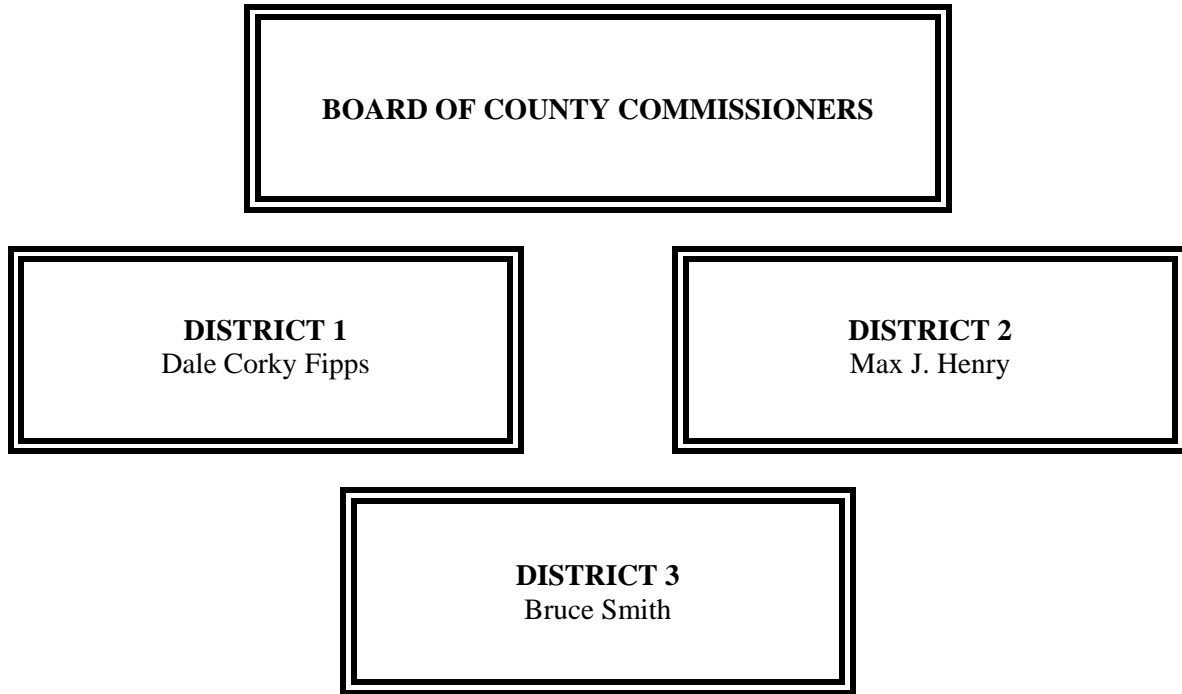 BOARD OF COUNTY COMMISSIONERS
DISTRICT 1
Dale Corky Fipps
DISTRICT 2
Max J. Henry
DISTRICT 3
Bruce Smith